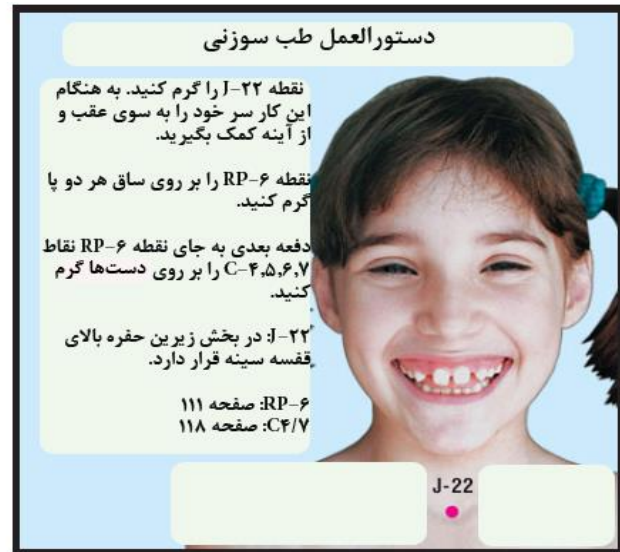 دستورالعمل طب سوزنی
نقطه J-۲۲ را گرم کنید. به هنگام
این کار سر خود را به سوی عقب و
از آینه کمک بگیرید.
نقطه RP-۶ را بر روی ساق هر دو پا
گرم کنید.
دفعه بعدی به جای نقطه RP-۶ نقاط
C-۴,۵,۶,۷ را بر روی دست‌ها گرم
کنید.
J-۲۲: در بخش زیرین حفره بالای
قفسه سینه قرار دارد.
RP-۶: صفحه ۱۱۱
C۴/۷: صفحه ۱۱۸
J-22